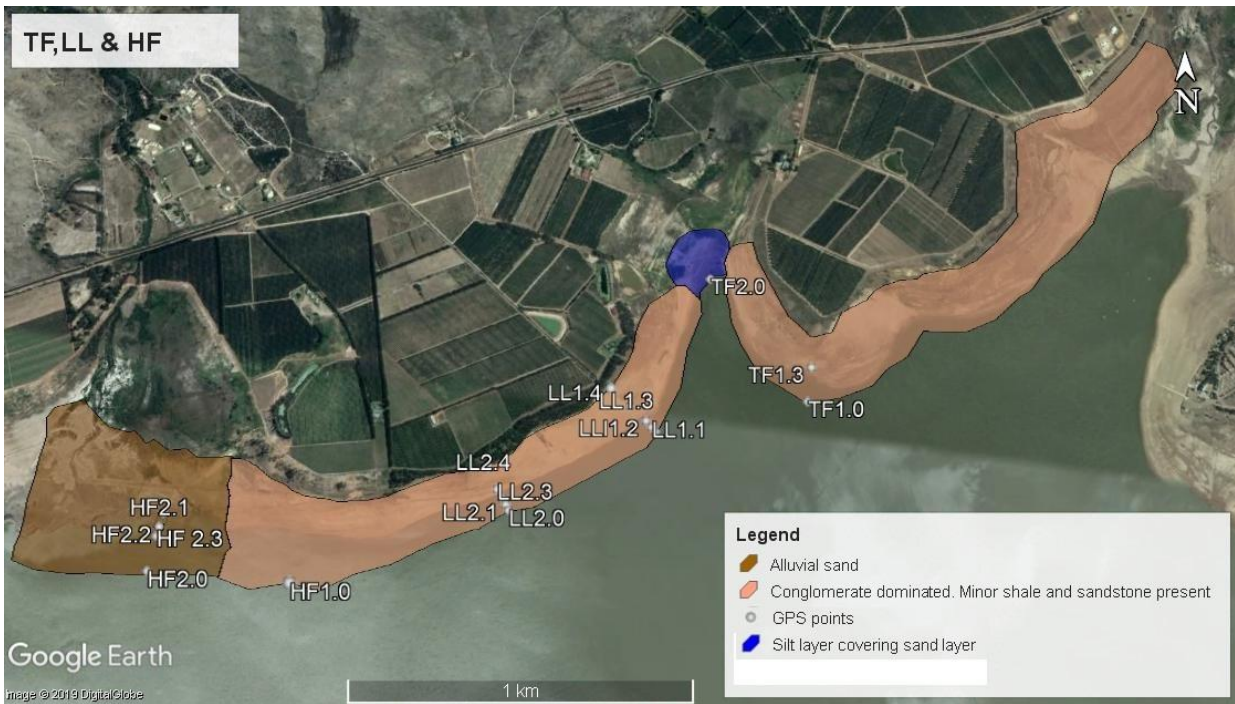 TF,LL & HF
N
TF2.0
TF1.3
TF1.0
LL1.4
LL1.3
LLI1.2
LL1.1
LL2.4
LL2.3
LL2.1
LL2.0
HF2.1
HF2.2
HF 2.3
HF2.0
HF1.0
Legend
Alluvial sand
Conglomerate dominated. Minor shale and sandstone present
GPS points
Silt layer covering sand layer
Google Earth
Image © 2019 DigitalGlobe
1 km